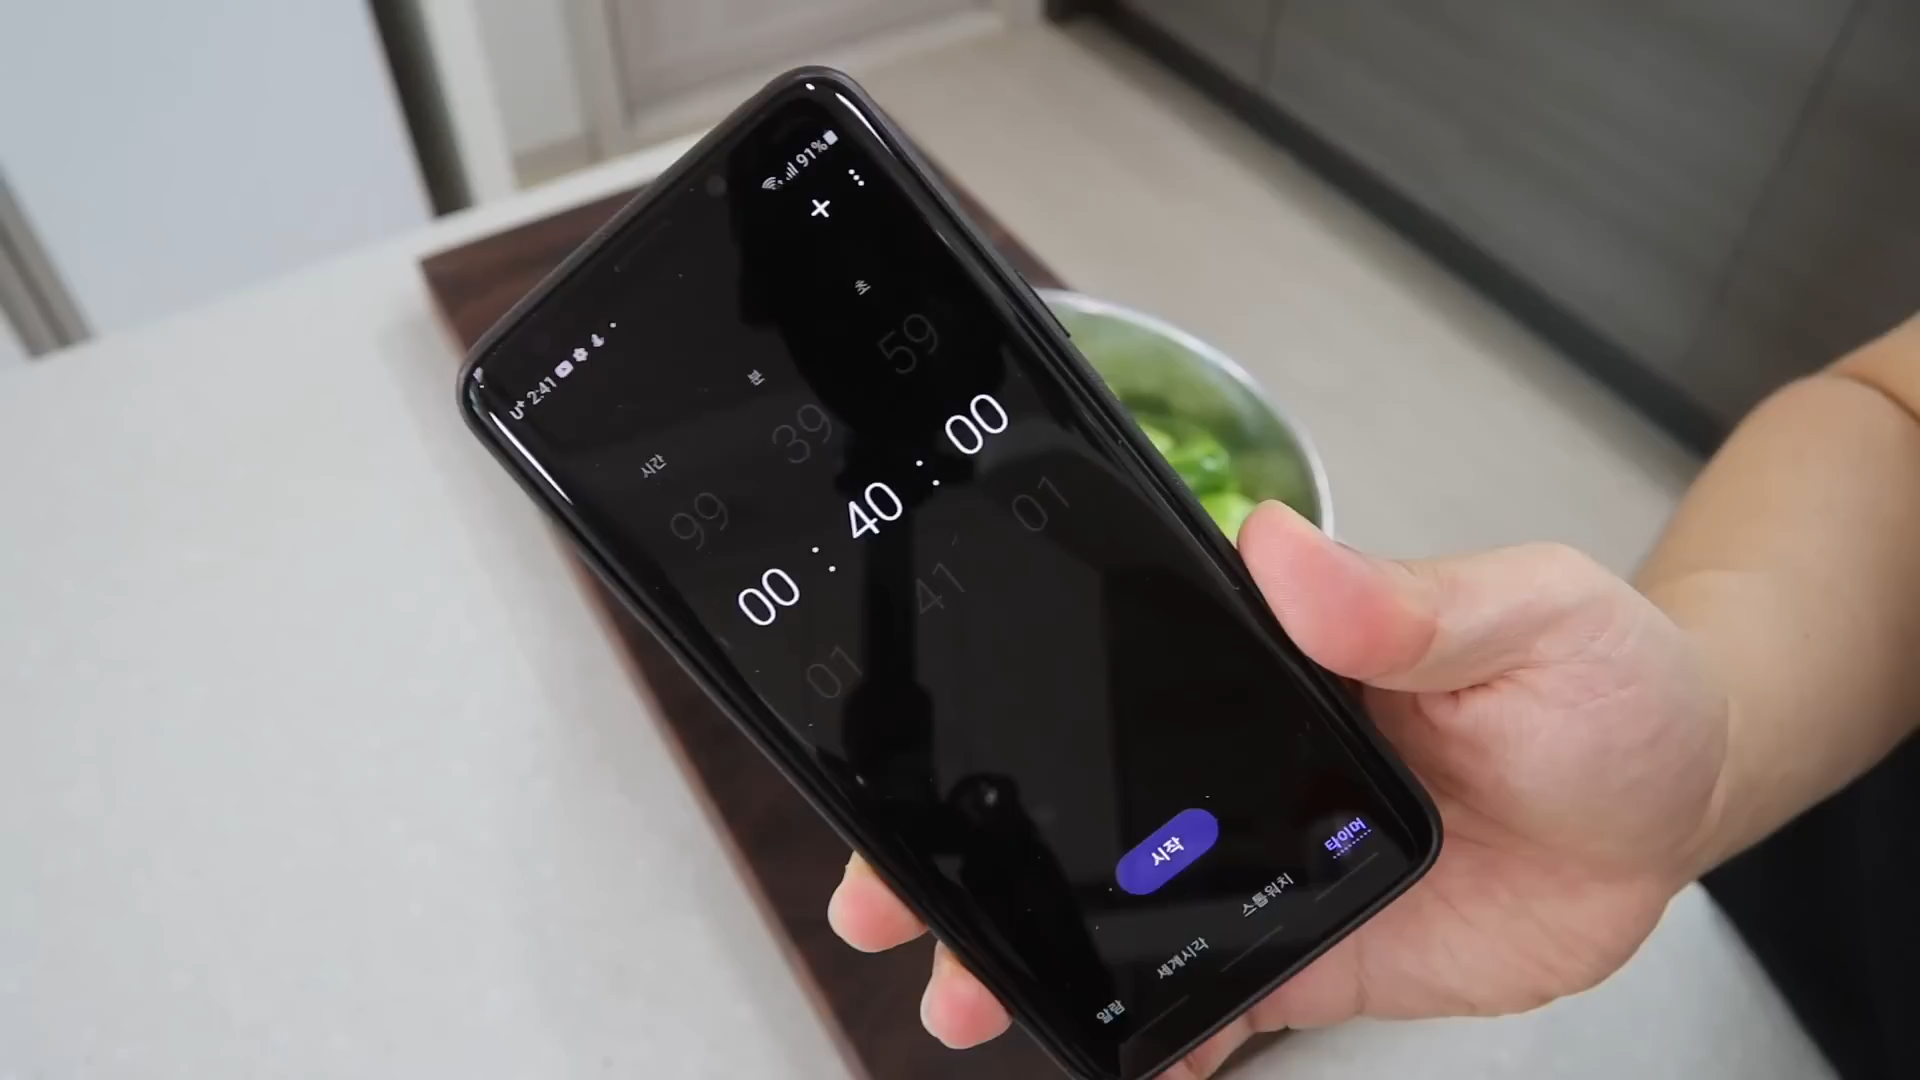 U+ 2:41 91%
시간 분 초
99 39 59
00 : 40 : 00
01 41 01
시작
알람 세계시각 스톱워치 타이머